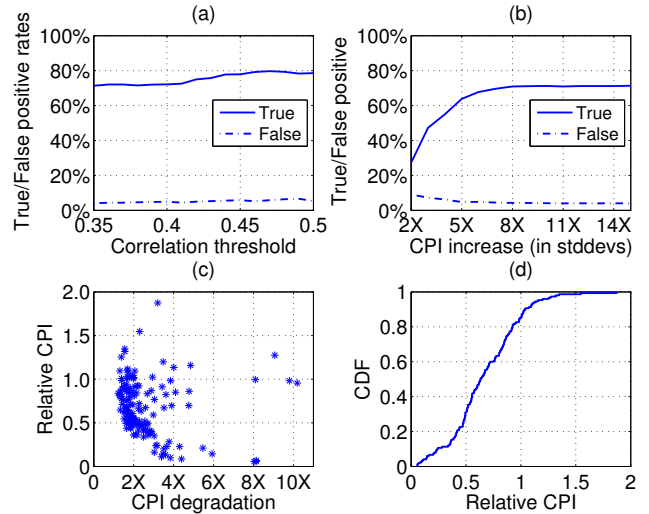 (a)
True/False positive rates
100%
80%
60%
40%
20%
0%
True
False
0.35
0.4
0.45
0.5
Correlation threshold
(b)
True/False positive
100%
80%
60%
40%
20%
0%
True
False
2X
5X
8X
11X
14X
CPI increase (in stddevs)
(c)
Relative CPI
2.0
1.5
1.0
0.5
0
0
2X
4X
6X
8X
10X
CPI degradation
(d)
CDF
1
0.8
0.6
0.4
0.2
0
0
0.5
1
1.5
2
Relative CPI